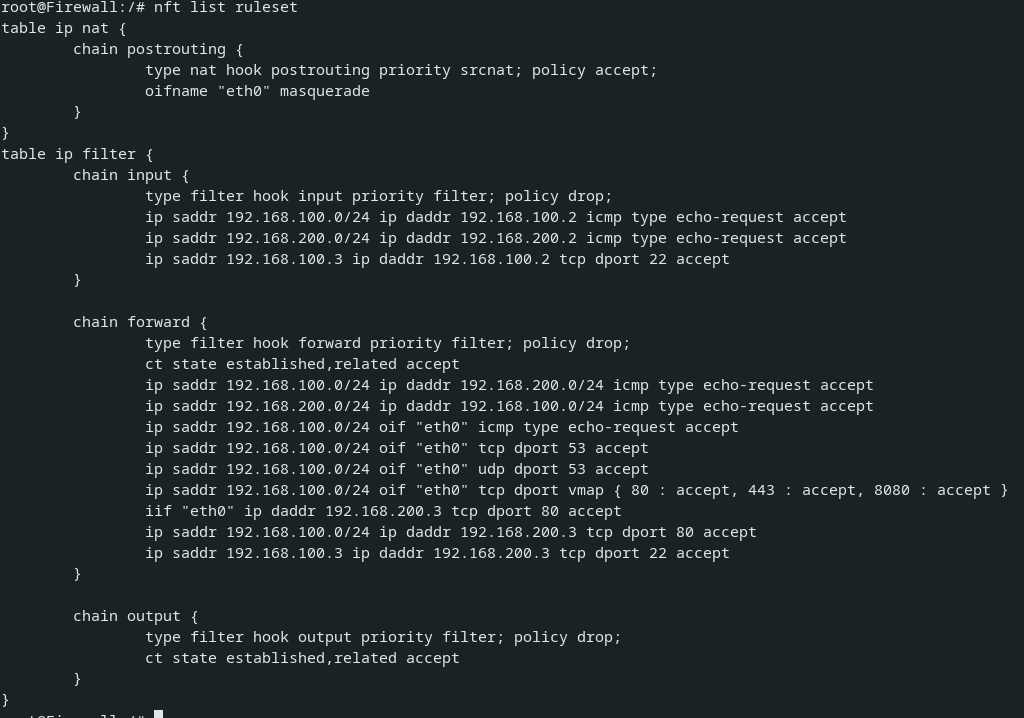 root@Firewall:/# nft list ruleset
table ip nat {
        chain postrouting {
                type nat hook postrouting priority srcnat; policy accept;
                oifname "eth0" masquerade
        }
}
table ip filter {
        chain input {
                type filter hook input priority filter; policy drop;
                ip saddr 192.168.100.0/24 ip daddr 192.168.100.2 icmp type echo-request accept
                ip saddr 192.168.200.0/24 ip daddr 192.168.200.2 icmp type echo-request accept
                ip saddr 192.168.100.3 ip daddr 192.168.100.2 tcp dport 22 accept
        }

        chain forward {
                type filter hook forward priority filter; policy drop;
                ct state established,related accept
                ip saddr 192.168.100.0/24 ip daddr 192.168.200.0/24 icmp type echo-request accept
                ip saddr 192.168.200.0/24 ip daddr 192.168.100.0/24 icmp type echo-request accept
                ip saddr 192.168.100.0/24 oif "eth0" icmp type echo-request accept
                ip saddr 192.168.100.0/24 oif "eth0" tcp dport 53 accept
                ip saddr 192.168.100.0/24 oif "eth0" udp dport 53 accept
                ip saddr 192.168.100.0/24 oif "eth0" tcp dport vmap { 80 : accept, 443 : accept, 8080 : accept }
                iif "eth0" ip daddr 192.168.200.3 tcp dport 80 accept
                ip saddr 192.168.100.0/24 ip daddr 192.168.200.3 tcp dport 80 accept
                ip saddr 192.168.100.3 ip daddr 192.168.200.3 tcp dport 22 accept
        }

        chain output {
                type filter hook output priority filter; policy drop;
                ct state established,related accept
        }
}
root@Firewall:/#